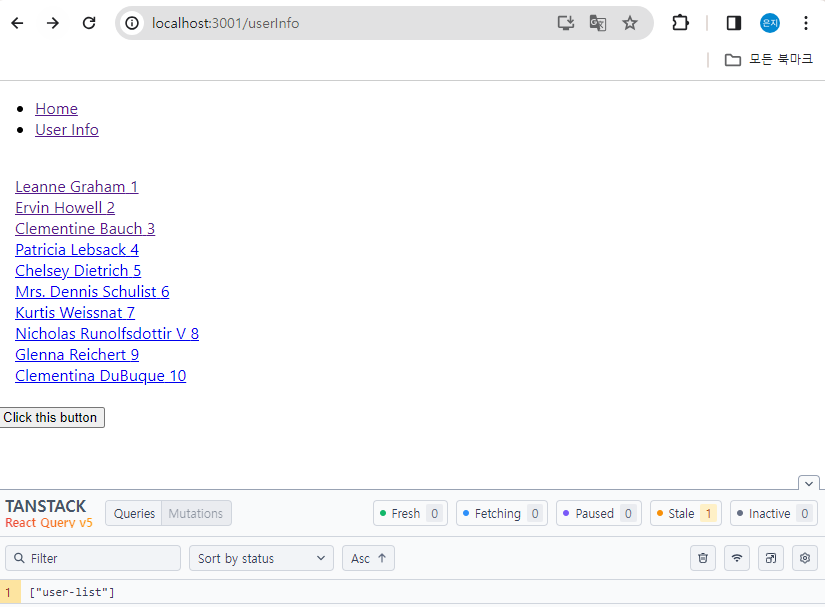 localhost:3001/userInfo
은지
모든 북마크
Home
User Info
Leanne Graham 1
Ervin Howell 2
Clementine Bauch 3
Patricia Lebsack 4
Chelsey Dietrich 5
Mrs. Dennis Schulist 6
Kurtis Weissnat 7
Nicholas Runolfsdottir V 8
Glenna Reichert 9
Clementina DuBuque 10
Click this button
TANSTACK
React Query v5
Queries Mutations
Fresh 0 Fetching 0 Paused 0 Stale 1 Inactive 0
Filter Sort by status Asc
1 ["user-list"]